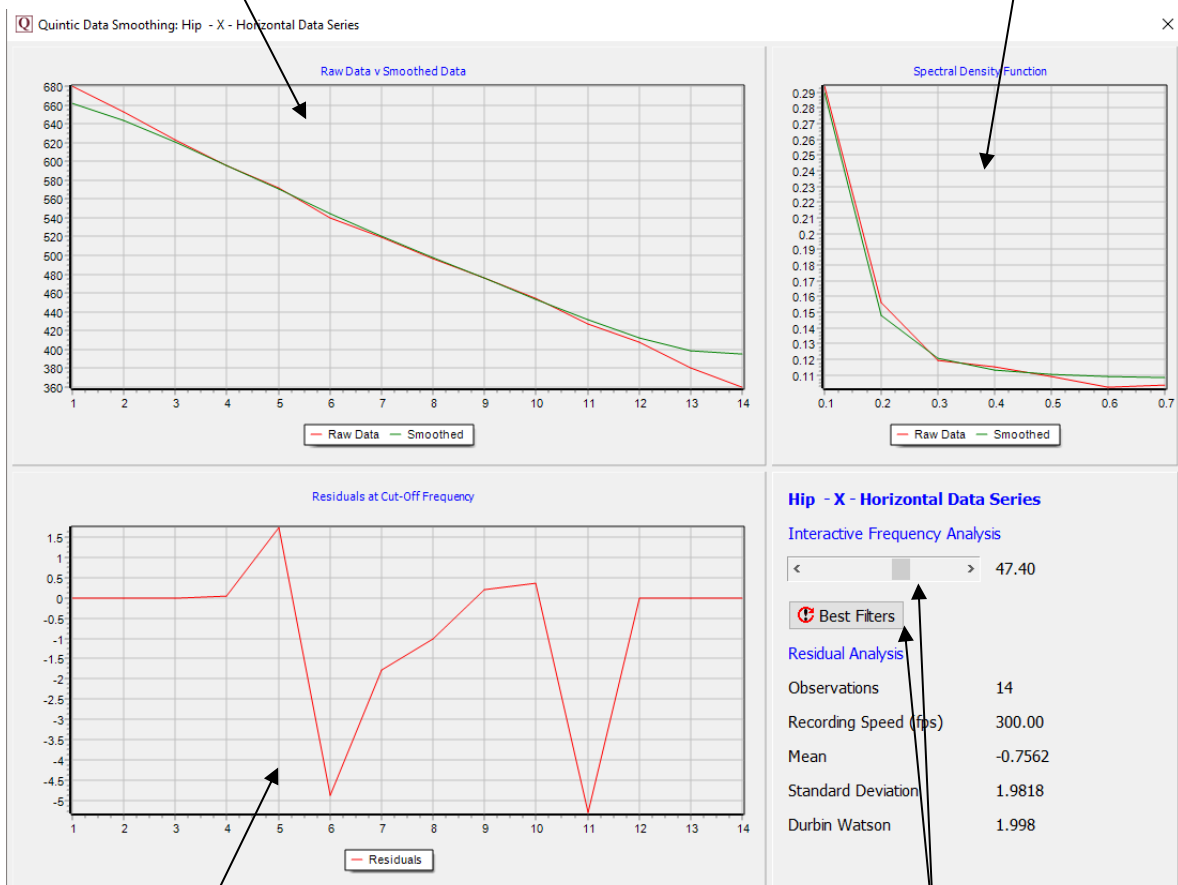 Quintic Data Smoothing: Hip - X - Horizontal Data Series
Raw Data v Smoothed Data
680
660
640
620
600
580
560
540
520
500
480
460
440
420
400
380
360
1 2 3 4 5 6 7 8 9 10 11 12 13 14
Raw Data Smoothed
Spectral Density Function
0.29
0.28
0.27
0.26
0.25
0.24
0.23
0.22
0.21
0.2
0.19
0.18
0.17
0.16
0.15
0.14
0.13
0.12
0.11
0.1 0.2 0.3 0.4 0.5 0.6 0.7
Raw Data Smoothed
Residuals at Cut-Off Frequency
1.5
1
0.5
0
-0.5
-1
-1.5
-2
-2.5
-3
-3.5
-4
-4.5
-5
1 2 3 4 5 6 7 8 9 10 11 12 13 14
Residuals
Hip - X - Horizontal Data Series
Interactive Frequency Analysis
47.40
Best Filters
Residual Analysis
Observations 14
Recording Speed (fps) 300.00
Mean -0.7562
Standard Deviation 1.9818
Durbin Watson 1.998